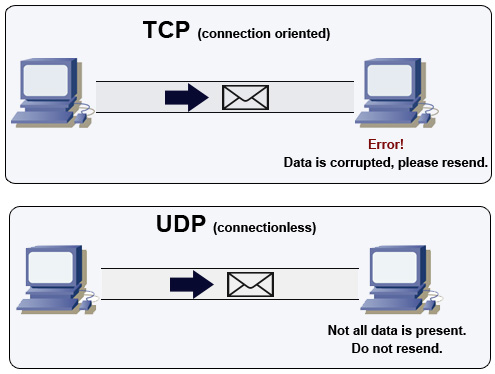 TCP (connection oriented)
Error!
Data is corrupted, please resend.
UDP (connectionless)
Not all data is present.
Do not resend.